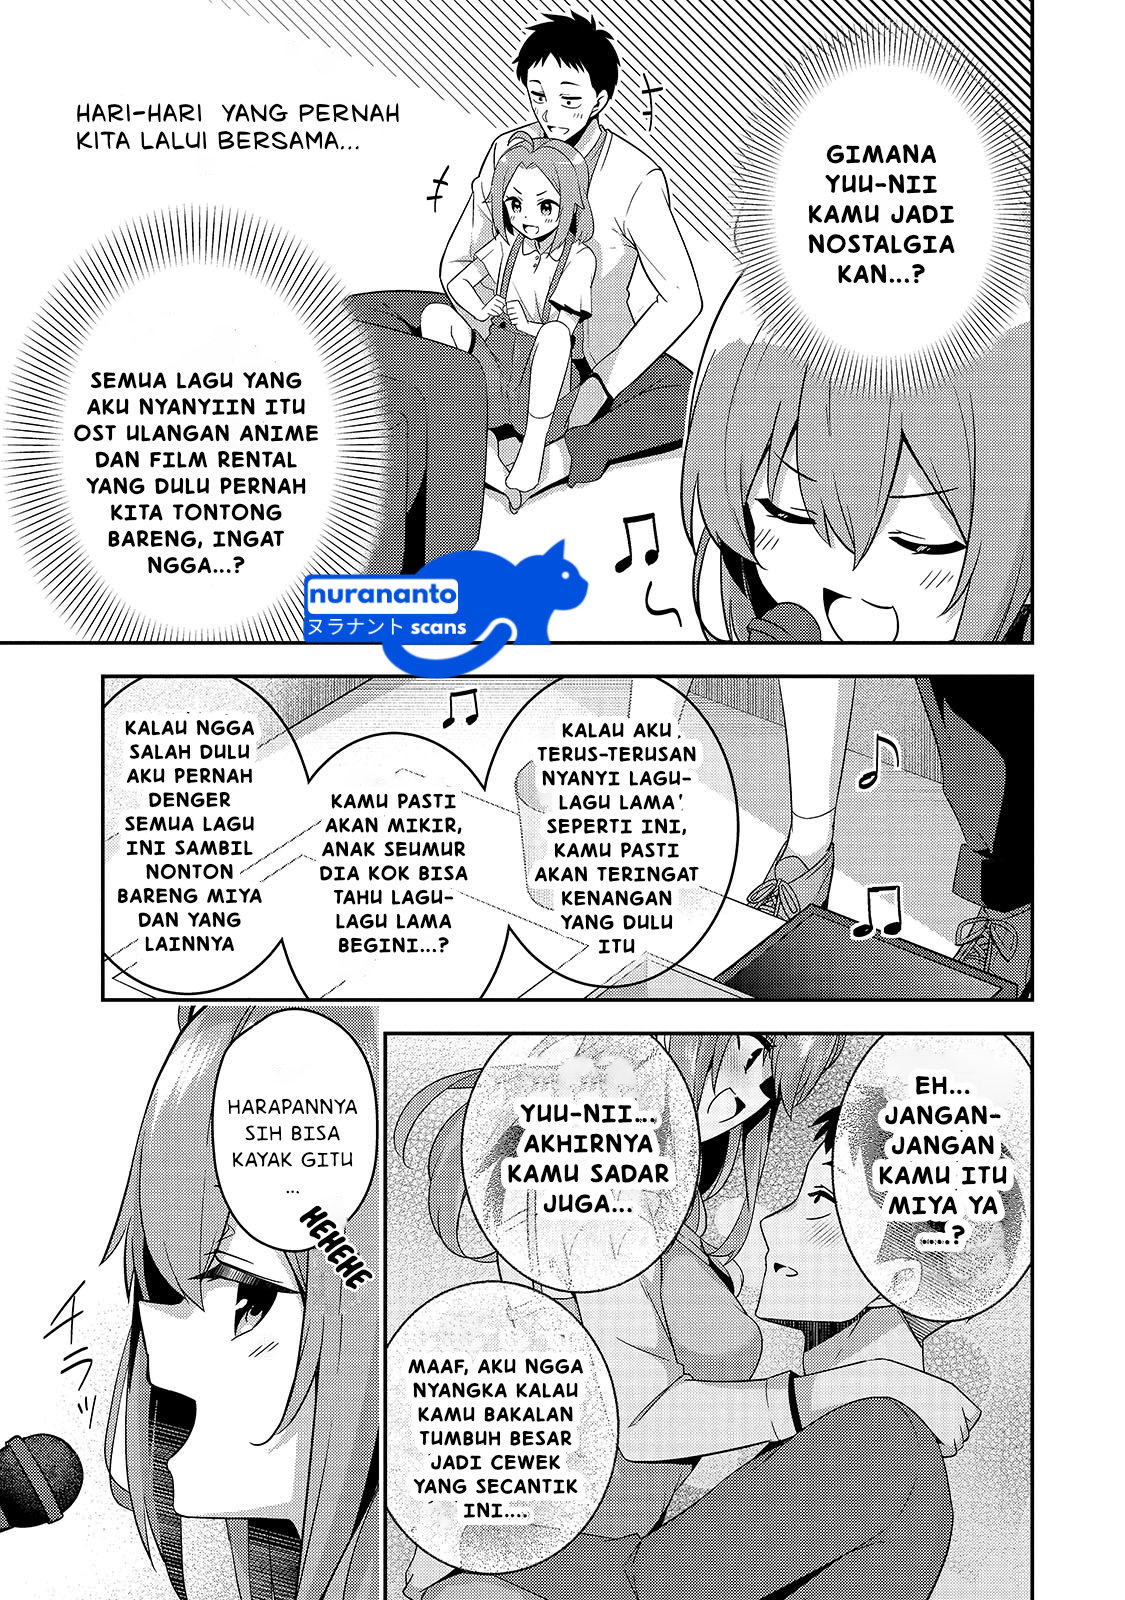 GIMANA
YUU-NII
KAMU JADI
NOSTALGIA
KAN...?
HARI-HARI YANG PERNAH
KITA LALUI BERSAMA...
SEMUA LAGU YANG
AKU NYANYIIN ITU
OST ULANGAN ANIME
DAN FILM RENTAL
YANG DULU PERNAH
KITA TONTONG
BARENG, INGAT
NGGA...?
nurananto
ヌラナント scans
KALAU AKU
TERUS-TERUSAN
NYANYI LAGU-
LAGU LAMA
SEPERTI INI,
KAMU PASTI
AKAN TERINGAT
KENANGAN
YANG DULU
ITU
KAMU PASTI
AKAN MIKIR,
ANAK SEUMUR
DIA KOK BISA
TAHU LAGU-
LAGU LAMA
BEGINI...?
KALAU NGGA
SALAH DULU
AKU PERNAH
DENGER
SEMUA LAGU
INI SAMBIL
NONTON
BARENG MIYA
DAN YANG
LAINNYA
EH...
JANGAN-
JANGAN
KAMU ITU
MIYA YA
....?
YUU-NII...
AKHIRNYA
KAMU SADAR
JUGA...
MAAF, AKU NGGA
NYANGKA KALAU
KAMU BAKALAN
TUMBUH BESAR
JADI CEWEK
YANG SECANTIK
INI....
HARAPANNYA
SIH BISA
KAYAK GITU
...
HEHEHE
チラッ